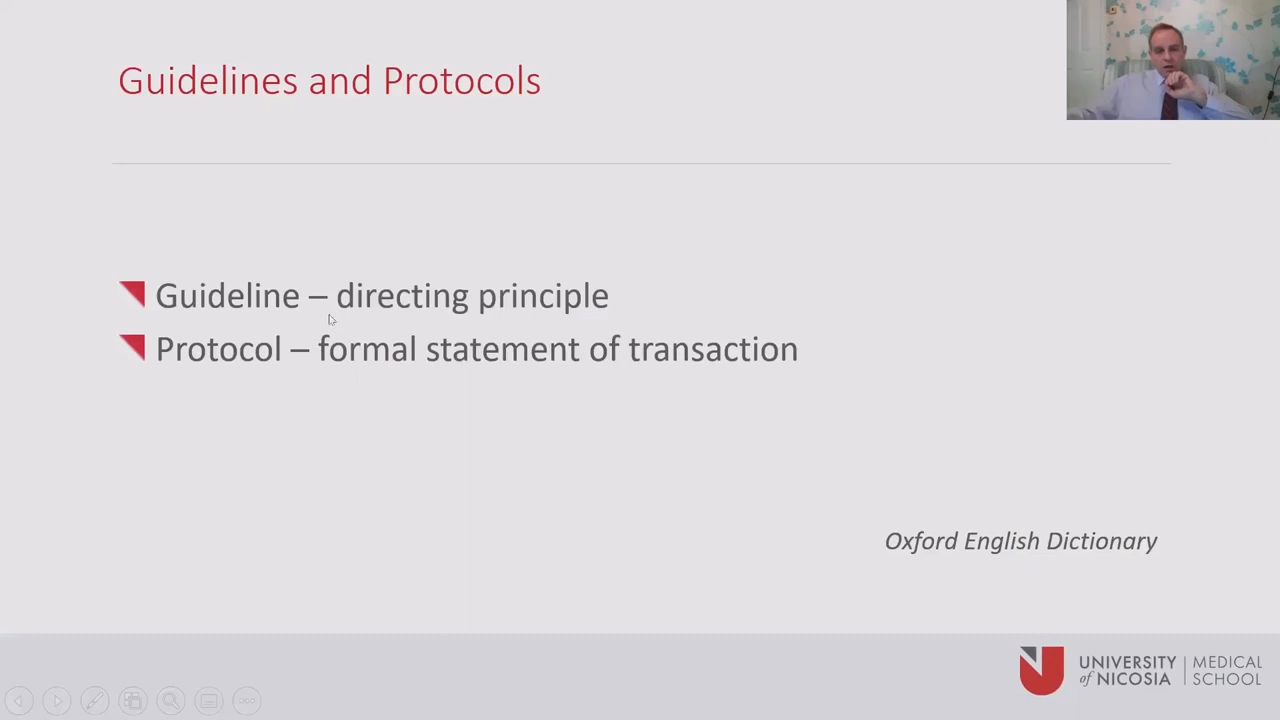 Guidelines and Protocols
Guideline – directing principle
Protocol – formal statement of transaction
Oxford English Dictionary
UNIVERSITY
of NICOSIA
MEDICAL
SCHOOL